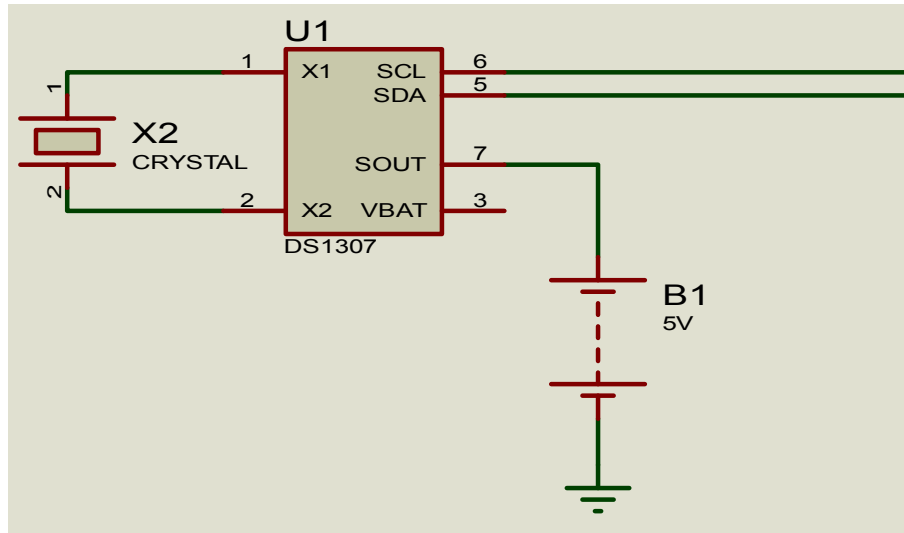 U1
1
X1
SCL
6
SDA
5
1
X2
CRYSTAL
2
SOUT
7
2
X2
VBAT
3
DS1307
B1
5V